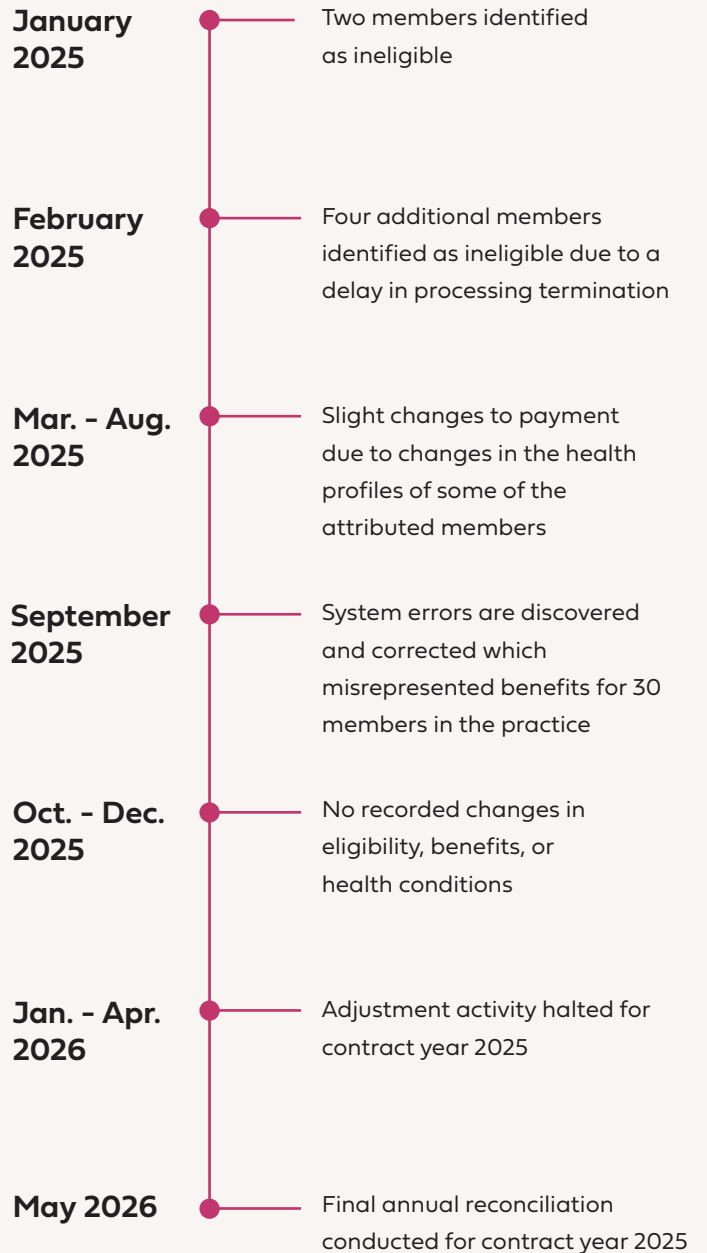 January
2025
Two members identified
as ineligible
February
2025
Four additional members
identified as ineligible due to a
delay in processing termination
Mar. - Aug.
2025
Slight changes to payment
due to changes in the health
profiles of some of the
attributed members
September
2025
System errors are discovered
and corrected which
misrepresented benefits for 30
members in the practice
Oct. - Dec.
2025
No recorded changes in
eligibility, benefits, or
health conditions
Jan. - Apr.
2026
Adjustment activity halted for
contract year 2025
May 2026
Final annual reconciliation
conducted for contract year 2025